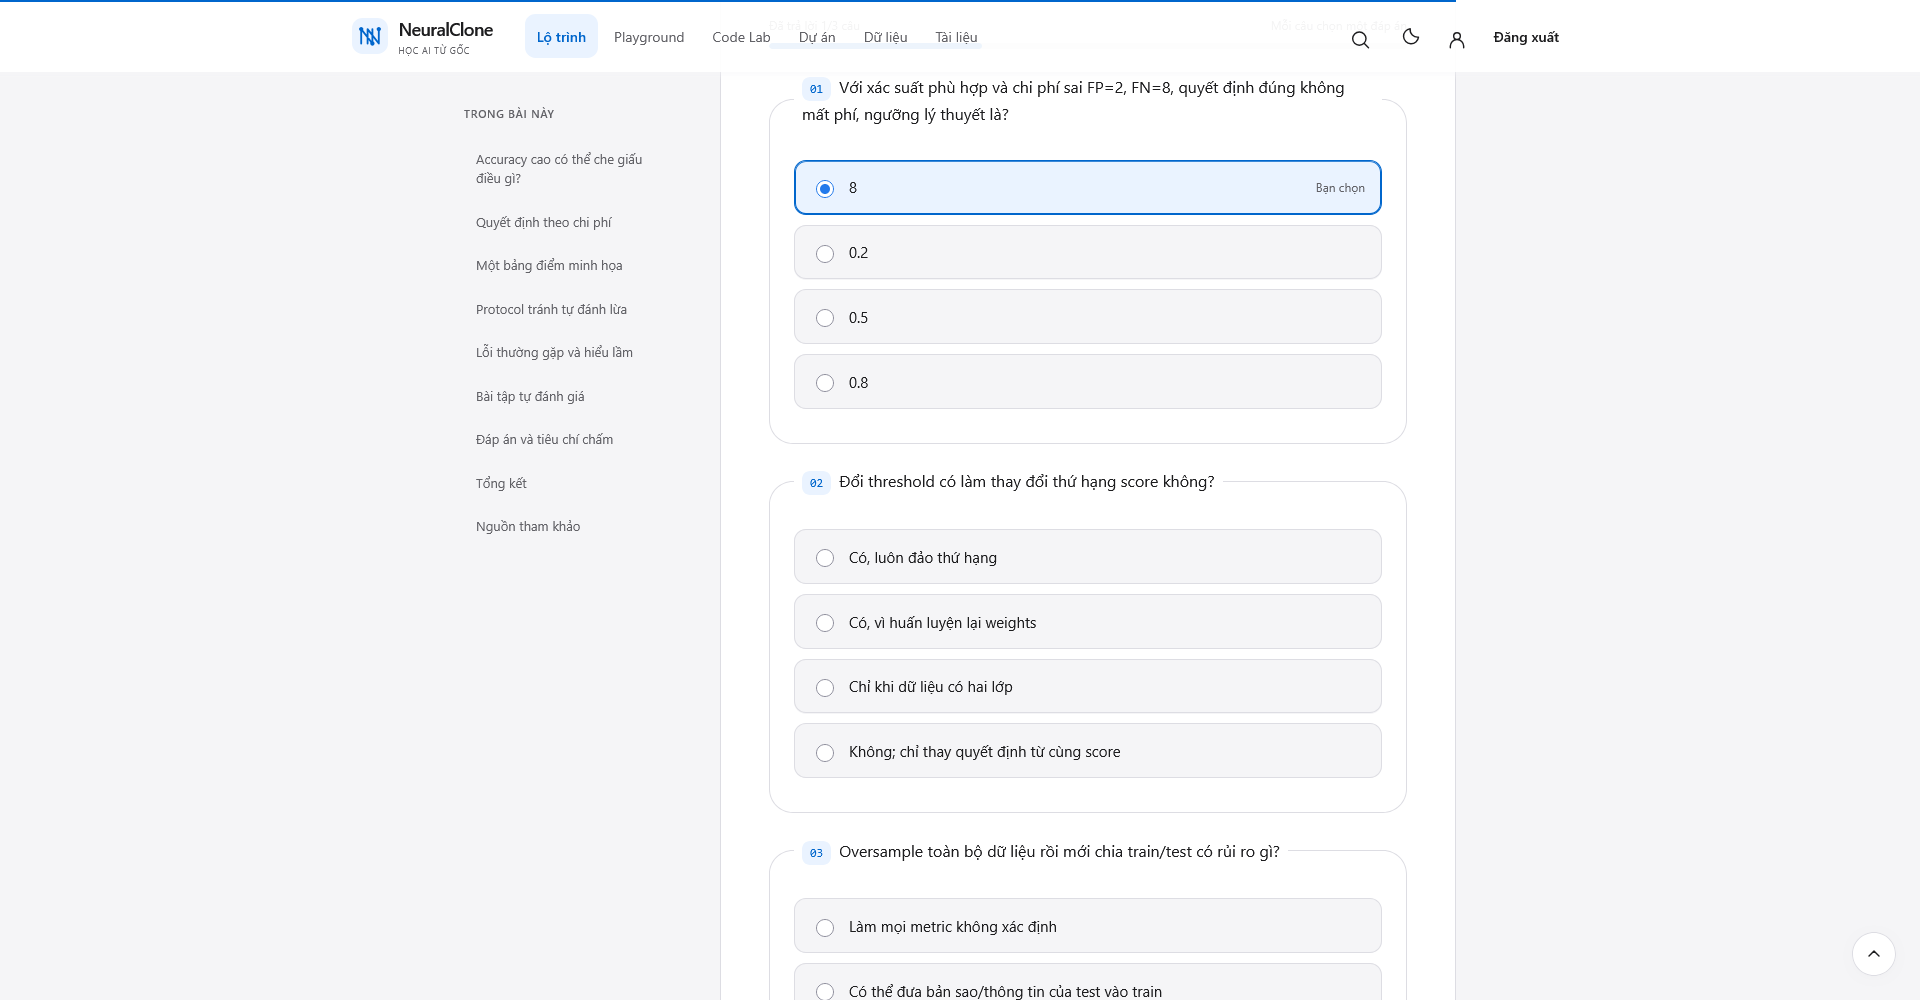 NeuralClone
HỌC AI TỪ GỐC
Lộ trình
Playground
Code Lab
Dự án
Dữ liệu
Tài liệu
Đăng xuất
Đã trả lời 1/3 câu
TRONG BÀI NÀY
Accuracy cao có thể che giấu
điều gì?
Quyết định theo chi phí
Một bảng điểm minh họa
Protocol tránh tự đánh lừa
Lỗi thường gặp và hiểu lầm
Bài tập tự đánh giá
Đáp án và tiêu chí chấm
Tổng kết
Nguồn tham khảo
01 Với xác suất phù hợp và chi phí sai FP=2, FN=8, quyết định đúng không
mất phí, ngưỡng lý thuyết là?
8 Bạn chọn
0.2
0.5
0.8
02 Đổi threshold có làm thay đổi thứ hạng score không?
Có, luôn đảo thứ hạng
Có, vì huấn luyện lại weights
Chỉ khi dữ liệu có hai lớp
Không; chỉ thay quyết định từ cùng score
03 Oversample toàn bộ dữ liệu rồi mới chia train/test có rủi ro gì?
Làm mọi metric không xác định
Có thể đưa bản sao/thông tin của test vào train